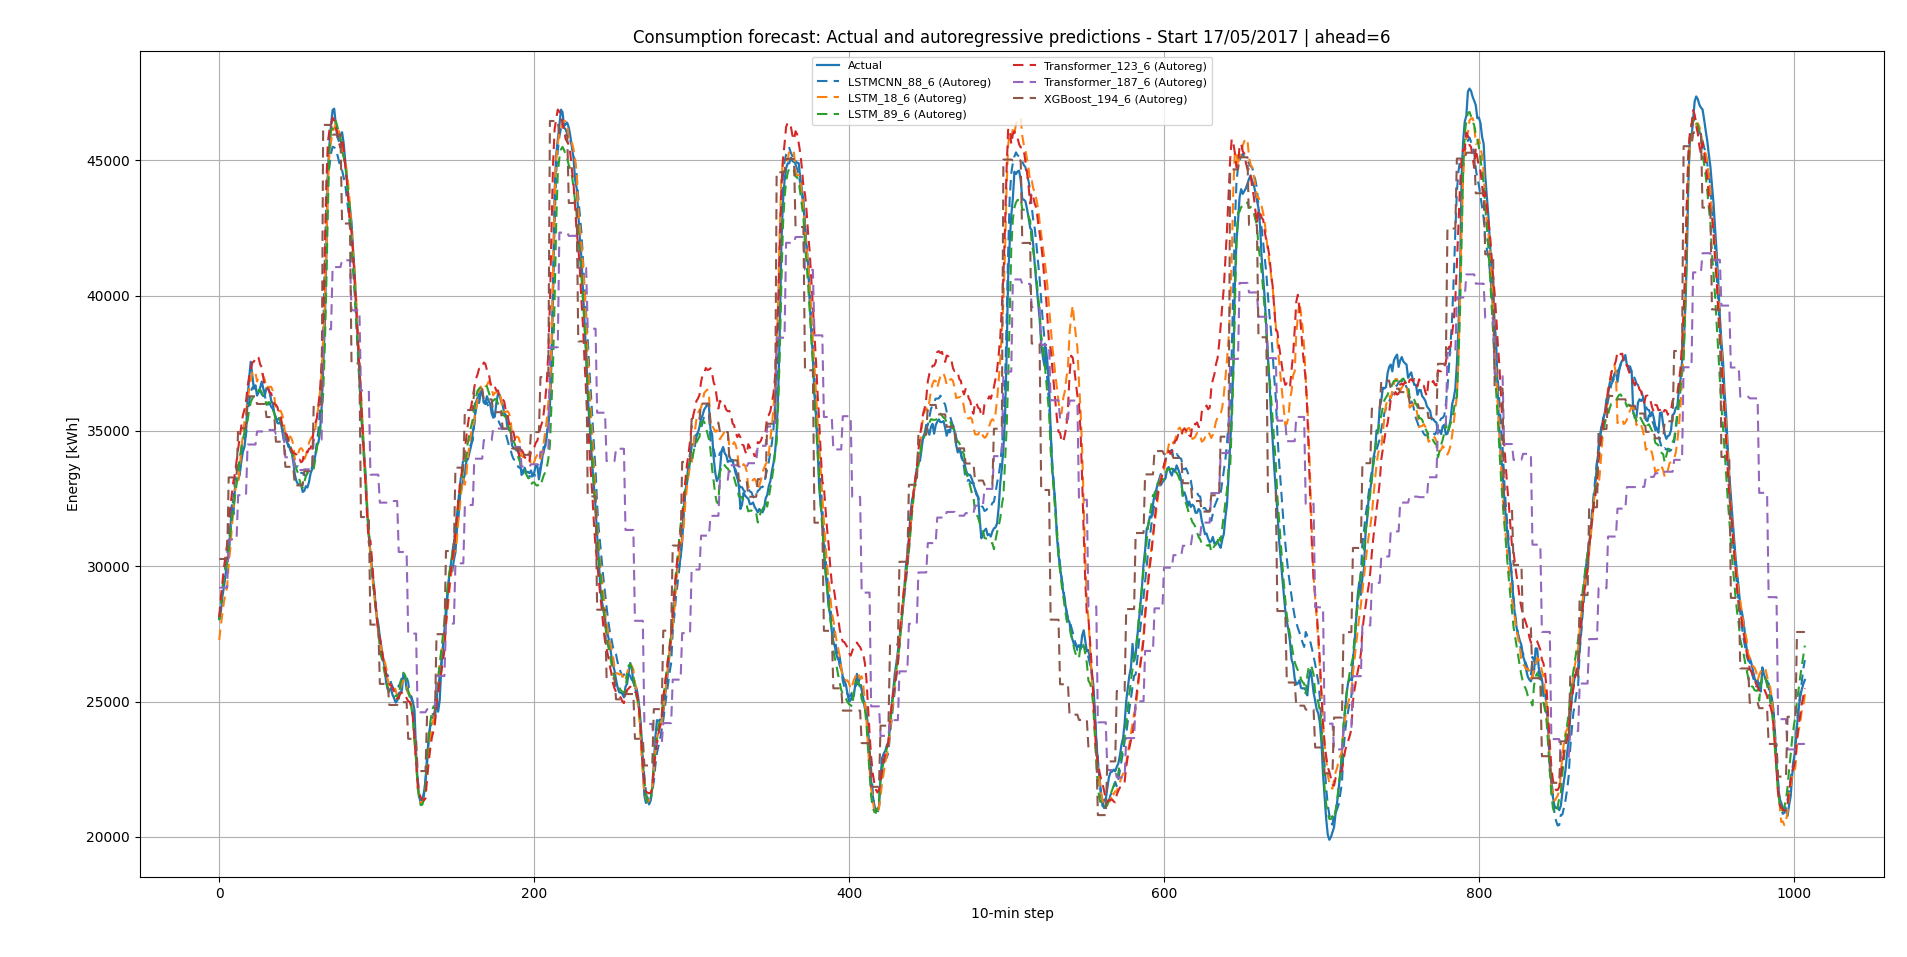 Consumption forecast: Actual and autoregressive predictions - Start 17/05/2017 | ahead=6
Actual
LSTMCNN_88_6 (Autoreg)
LSTM_18_6 (Autoreg)
LSTM_89_6 (Autoreg)
Transformer_123_6 (Autoreg)
Transformer_187_6 (Autoreg)
XGBoost_194_6 (Autoreg)
Energy [kWh]
45000
40000
35000
30000
25000
20000
0 200 400 600 800 1000
10-min step